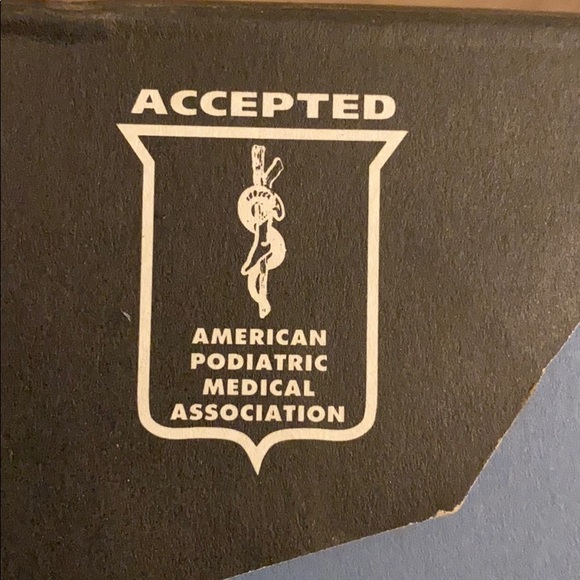 ACCEPTED
AMERICAN
PODIATRIC
MEDICAL
ASSOCIATION